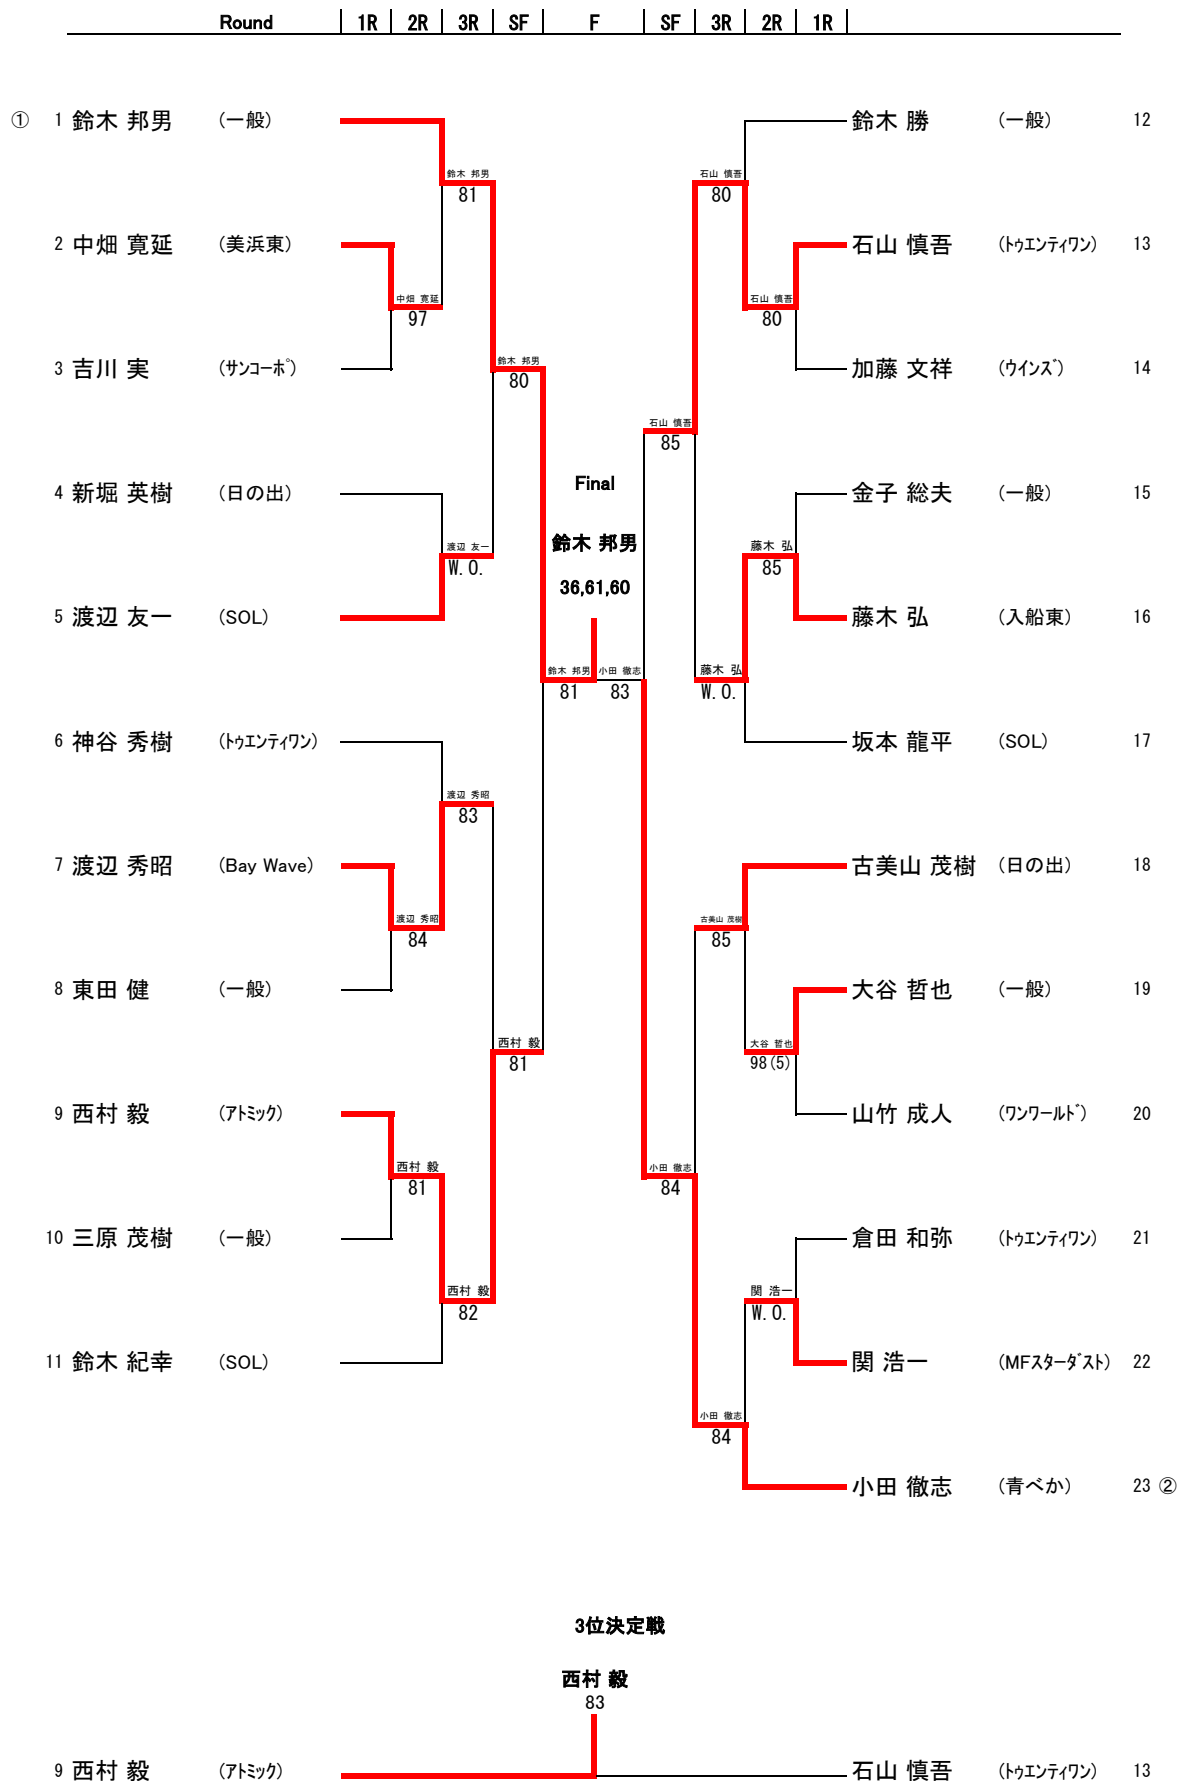 Round 1R 2R 3R SF F SF 3R 2R 1R
① 1 鈴木 邦男 (一般) 鈴木 勝 (一般) 12
鈴木 邦男 石山 慎吾
81 80
2 中畑 寛延 (美浜東) 石山 慎吾 (トゥエンティワン) 13
中畑 寛延 石山 慎吾
97 80
3 吉川 実 (サンコーポ) 鈴木 邦男 加藤 文祥 (ウインズ) 14
80
石山 慎吾
85
Final
4 新堀 英樹 (日の出) 金子 総夫 (一般) 15
渡辺 友一 鈴木 邦男 藤木 弘
W.O. 85
36,61,60
5 渡辺 友一 (SOL) 藤木 弘 (入船東) 16
鈴木 邦男 小田 徹志 藤木 弘
81 83 W.O.
6 神谷 秀樹 (トゥエンティワン) 坂本 龍平 (SOL) 17
渡辺 秀昭
83
7 渡辺 秀昭 (Bay Wave) 古美山 茂樹 (日の出) 18
渡辺 秀昭 古美山 茂樹
84 85
8 東田 健 (一般) 大谷 哲也 (一般) 19
西村 毅 大谷 哲也
81 98(5)
9 西村 毅 (アトミック) 山竹 成人 (ワンワールド) 20
西村 毅 小田 徹志
81 84
10 三原 茂樹 (一般) 倉田 和弥 (トゥエンティワン) 21
西村 毅 関 浩一
82 W.O.
11 鈴木 紀幸 (SOL) 関 浩一 (MFスターダスト) 22
小田 徹志
84
小田 徹志 (青べか) 23 ②
3位決定戦
西村 毅
83
9 西村 毅 (アトミック) 石山 慎吾 (トゥエンティワン) 13